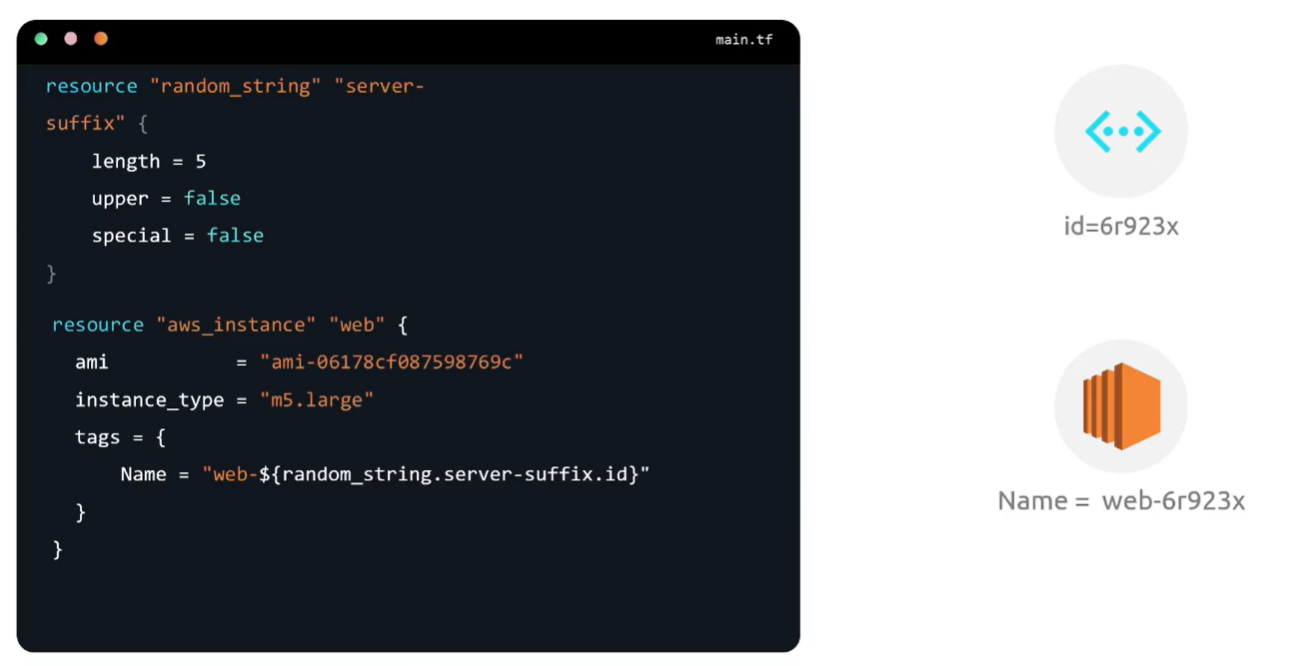 main.tf
resource "random_string" "server-
suffix" {
length = 5
upper = false
special = false
}
resource "aws_instance" "web" {
ami = "ami-06178cf087598769c"
instance_type = "m5.large"
tags = {
Name = "web-${random_string.server-suffix.id}"
}
}
id=6r923x
Name = web-6r923x